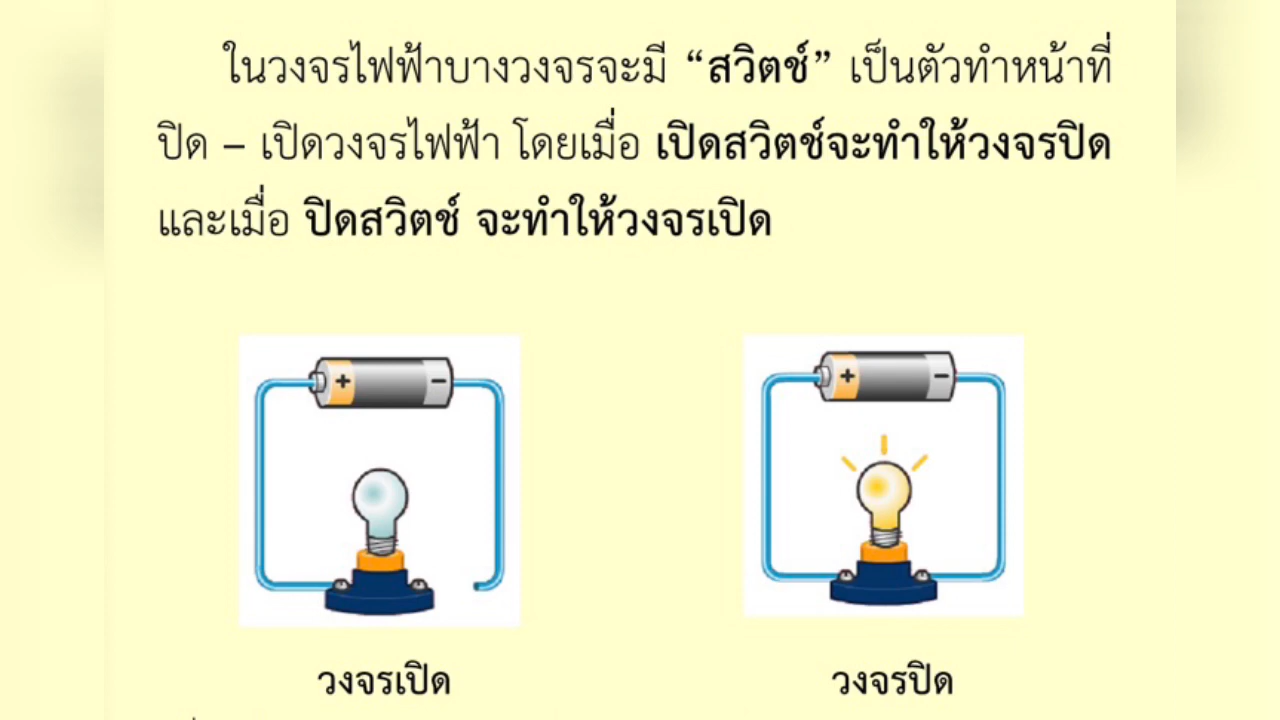 ในวงจรไฟฟ้าบางวงจรจะมี “สวิตช์” เป็นตัวทำหน้าที่
ปิด – เปิดวงจรไฟฟ้า โดยเมื่อ เปิดสวิตช์จะทำให้วงจรปิด
และเมื่อ ปิดสวิตช์ จะทำให้วงจรเปิด
+ −
+ −
วงจรเปิด
วงจรปิด